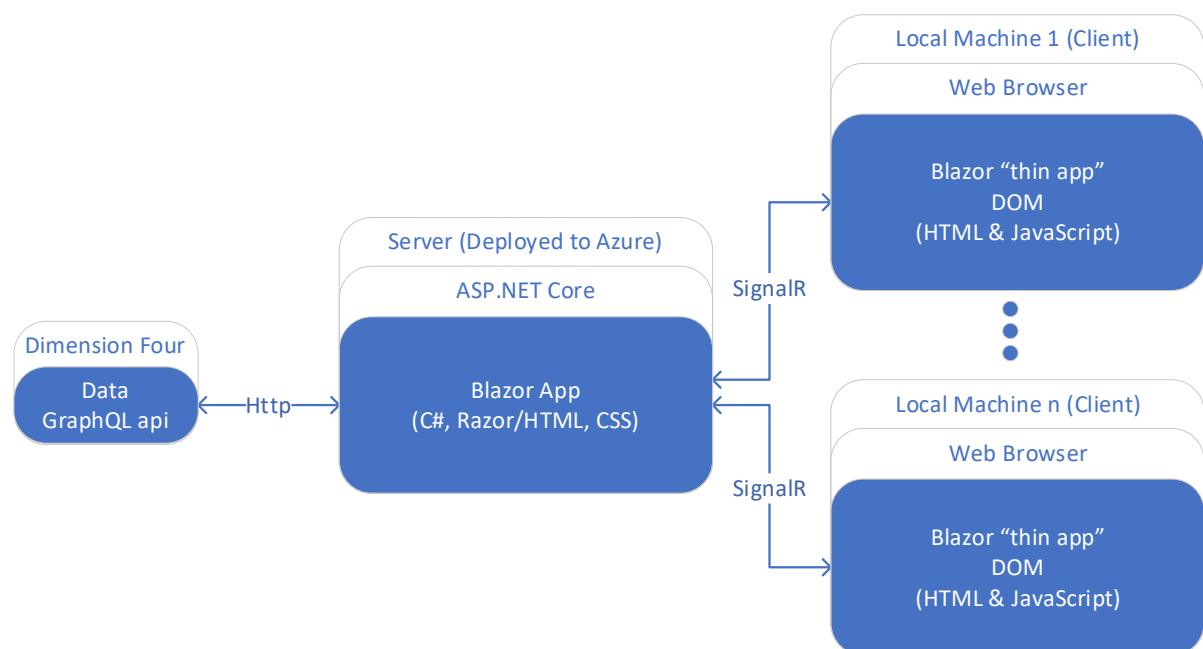 Local Machine 1 (Client)
Web Browser
Blazor “thin app”
DOM
(HTML & JavaScript)
Server (Deployed to Azure)
ASP.NET Core
SignalR
Dimension Four
Data
GraphQL api
Http
Blazor App
(C#, Razor/HTML, CSS)
SignalR
Local Machine n (Client)
Web Browser
Blazor “thin app”
DOM
(HTML & JavaScript)